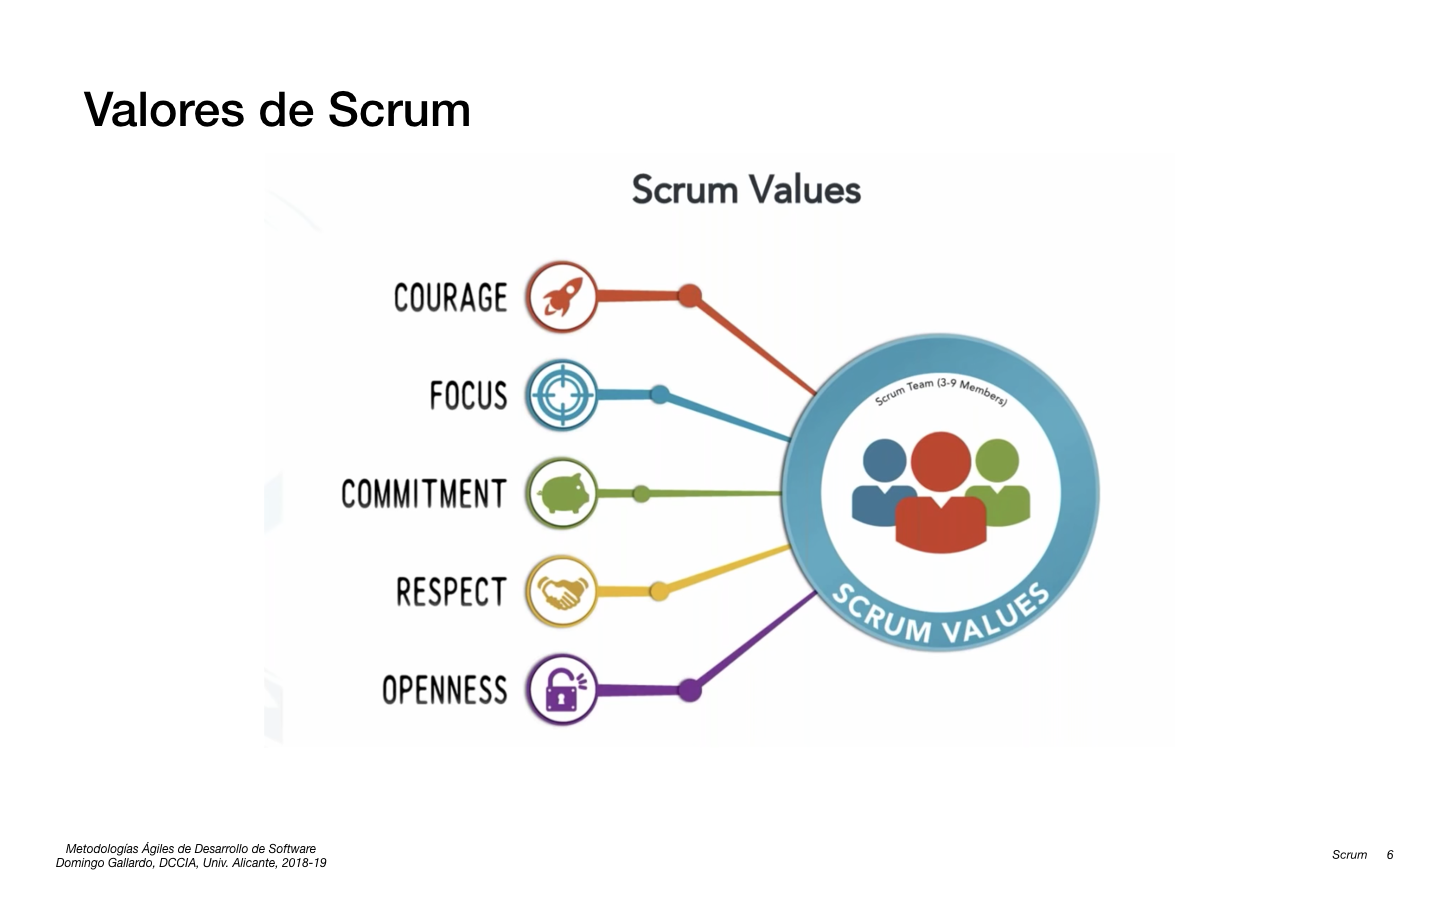 Valores de Scrum
Scrum Values
COURAGE
FOCUS
COMMITMENT
RESPECT
OPENNESS
Scrum Team (3-9 Members)
SCRUM VALUES
Metodologías Ágiles de Desarrollo de Software
Domingo Gallardo, DCCIA, Univ. Alicante, 2018-19
Scrum 6